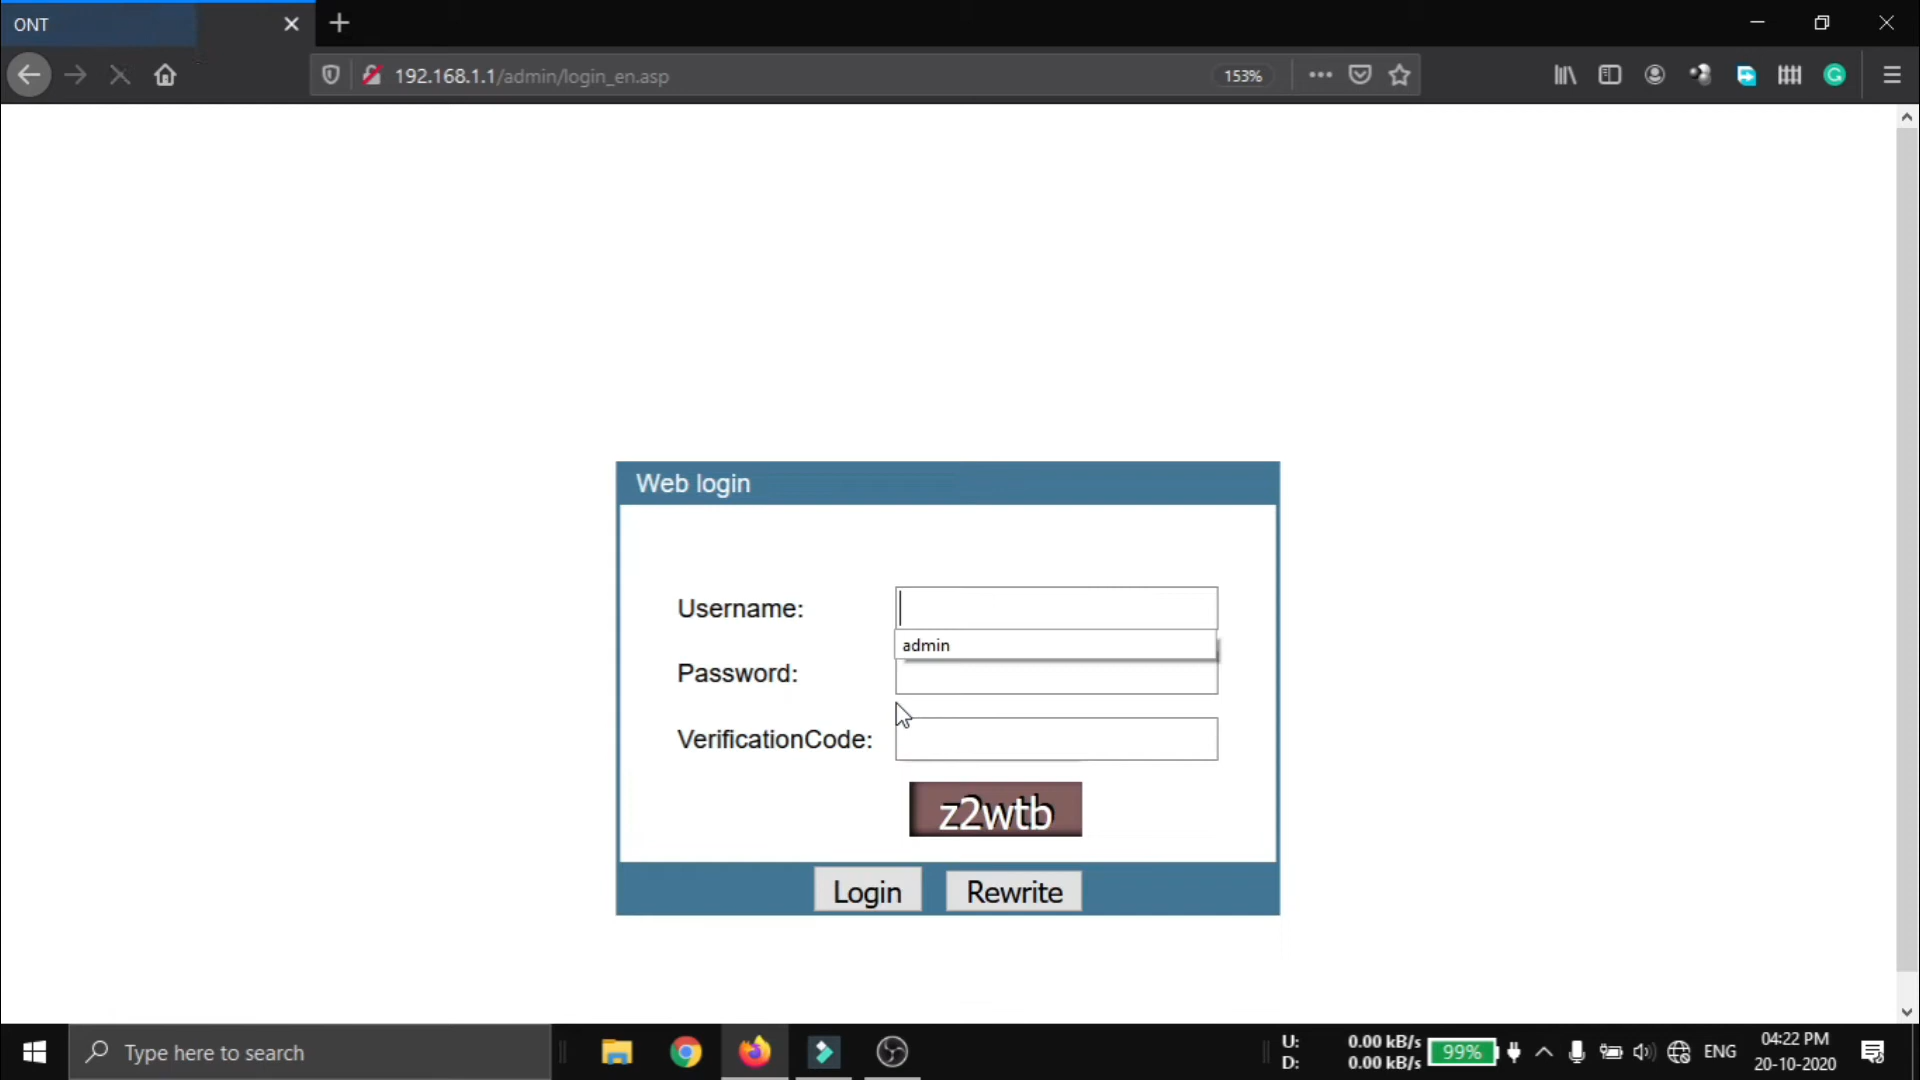 ONT
192.168.1.1/admin/login_en.asp
153%
Web login
Username:
admin
Password:
VerificationCode:
z2wtb
Login
Rewrite
Type here to search
U: 0.00 kB/s
D: 0.00 kB/s
99%
ENG
04:22 PM
20-10-2020